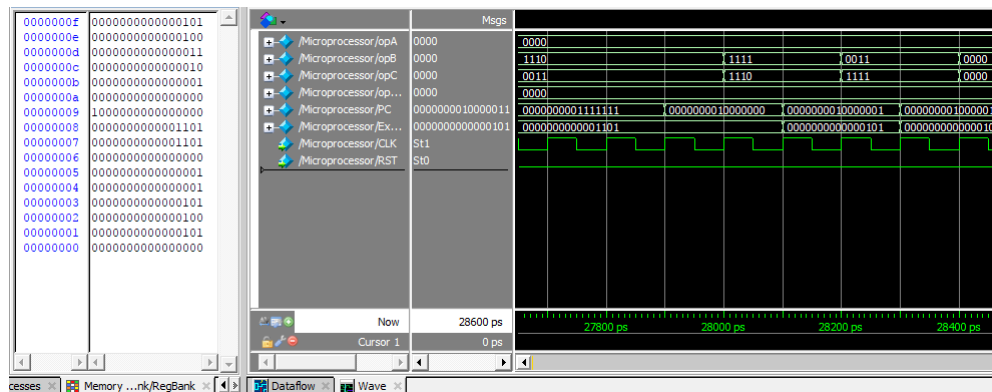 0000000f 0000000000000101
0000000e 0000000000000100
0000000d 0000000000000011
0000000c 0000000000000010
0000000b 0000000000000001
0000000a 0000000000000000
00000009 1000000000000000
00000008 0000000000001101
00000007 0000000000001101
00000006 0000000000000000
00000005 0000000000000001
00000004 0000000000000001
00000003 0000000000000101
00000002 0000000000000100
00000001 0000000000000101
00000000 0000000000000000
Msgs
/Microprocessor/opA 0000 0000
/Microprocessor/opB 0000 1110 1111 0011 0000
/Microprocessor/opC 0000 0011 1110 1111 0000
/Microprocessor/op... 0000 0000
/Microprocessor/PC 0000000010000011 0000000001111111 0000000010000000 0000000010000001 000000001000001
/Microprocessor/Ex... 0000000000000101 0000000000001101 0000000000000101 000000000000010
/Microprocessor/CLK St1
/Microprocessor/RST St0
Now 28600 ps 27800 ps 28000 ps 28200 ps 28400 ps
Cursor 1 0 ps
cesses Memory ...nk/RegBank Dataflow Wave